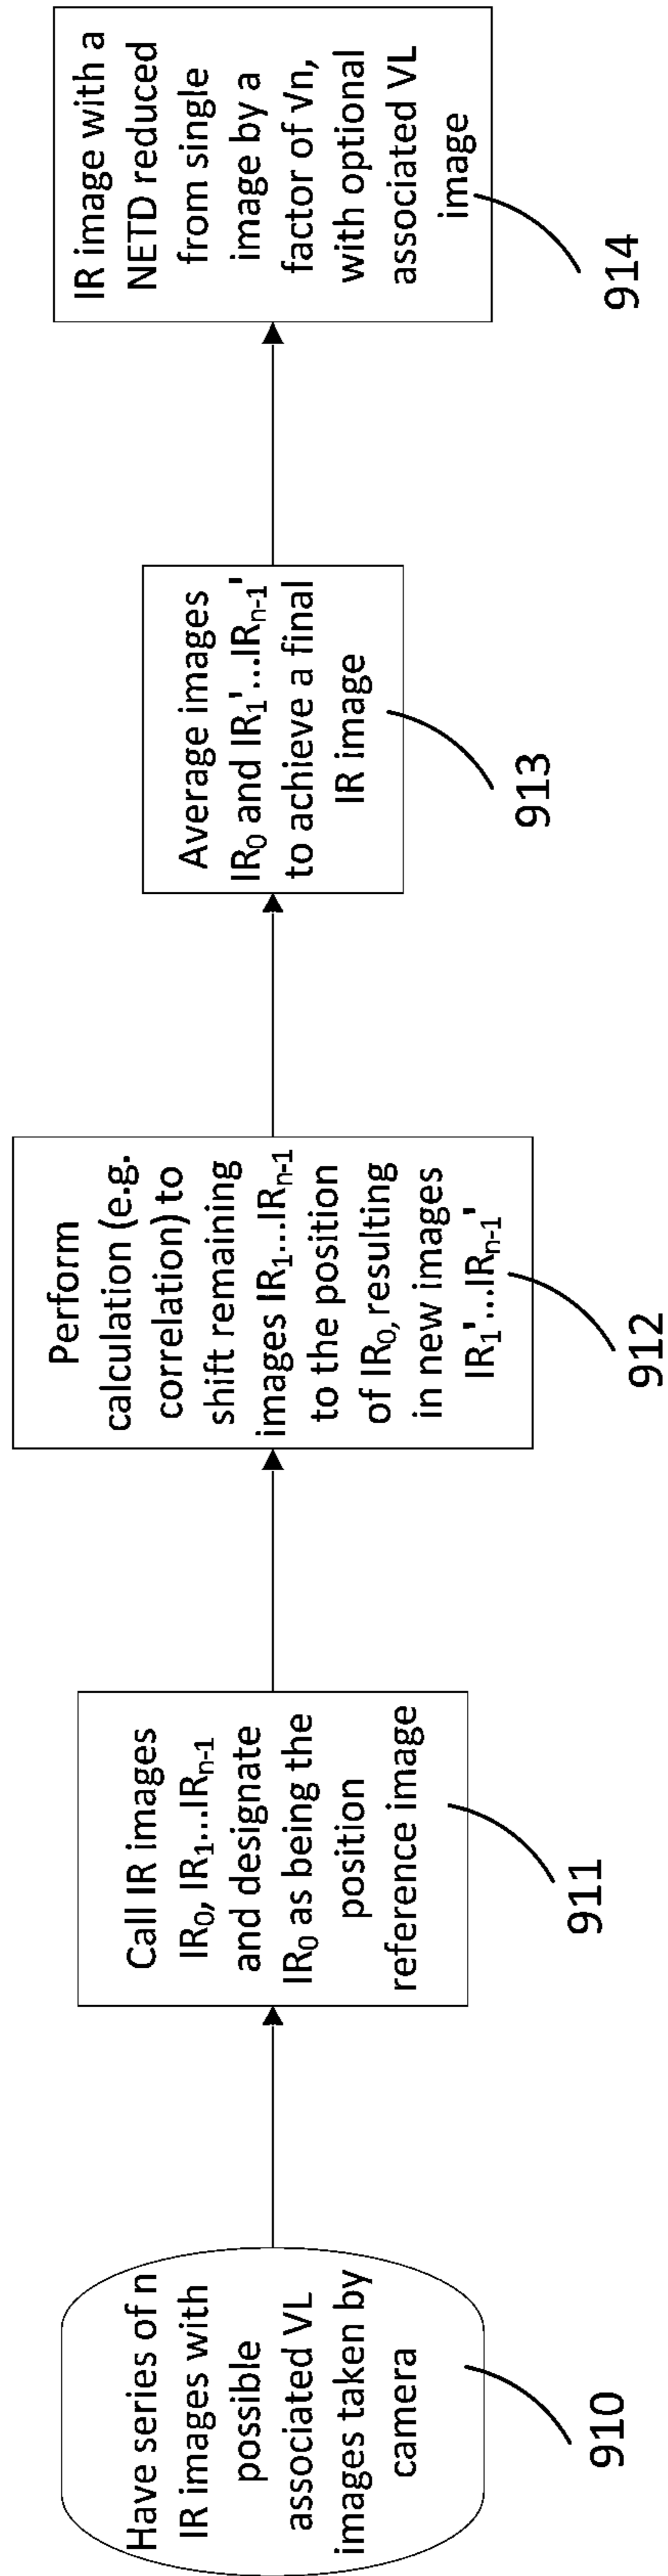 Have series of n
IR images with
possible
associated VL
images taken by
camera
910
Call IR images
IR₀, IR₁...IRₙ₋₁
and designate
IR₀ as being the
position
reference image
911
Perform
calculation (e.g.
correlation) to
shift remaining
images IR₁...IRₙ₋₁
to the position
of IR₀, resulting
in new images
IR₁'...IRₙ₋₁'
912
Average images
IR₀ and IR₁'...IRₙ₋₁'
to achieve a final
IR image
913
IR image with a
NETD reduced
from single
image by a
factor of √n,
with optional
associated VL
image
914